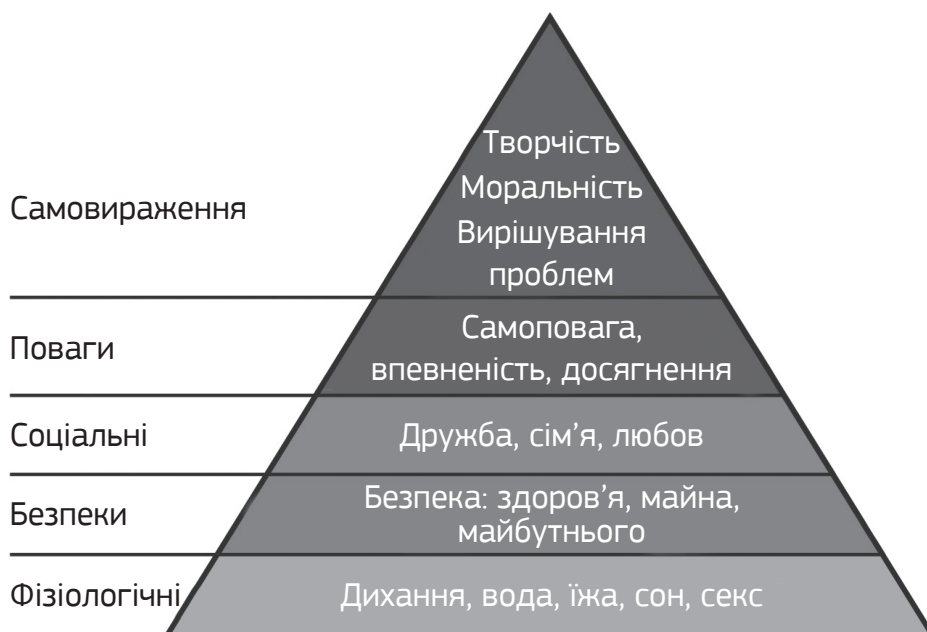 Творчість
Моральність
Самовираження
Вирішування
проблем
Поваги
Самоповага,
впевненість, досягнення
Соціальні
Дружба, сім’я, любов
Безпеки
Безпека: здоров’я, майна,
майбутнього
Фізіологічні
Дихання, вода, їжа, сон, секс